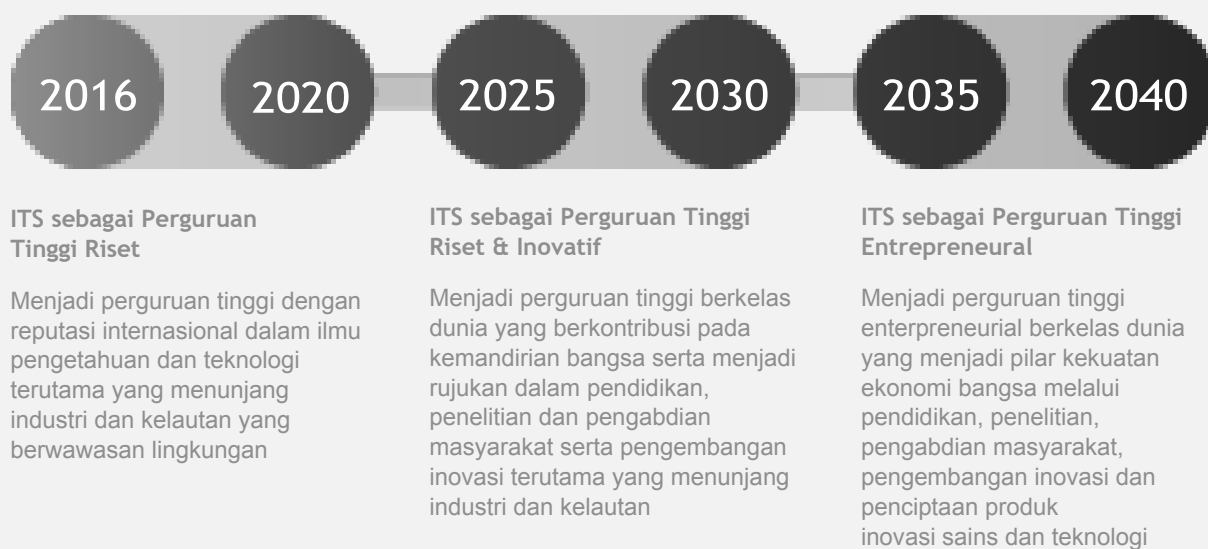 2016
2020
2025
2030
2035
2040
ITS sebagai Perguruan
Tinggi Riset
Menjadi perguruan tinggi dengan
reputasi internasional dalam ilmu
pengetahuan dan teknologi
terutama yang menunjang
industri dan kelautan yang
berwawasan lingkungan
ITS sebagai Perguruan Tinggi
Riset & Inovatif
Menjadi perguruan tinggi berkelas
dunia yang berkontribusi pada
kemandirian bangsa serta menjadi
rujukan dalam pendidikan,
penelitian dan pengabdian
masyarakat serta pengembangan
inovasi terutama yang menunjang
industri dan kelautan
ITS sebagai Perguruan Tinggi
Entrepreneural
Menjadi perguruan tinggi
enterpreneurial berkelas dunia
yang menjadi pilar kekuatan
ekonomi bangsa melalui
pendidikan, penelitian,
pengabdian masyarakat,
pengembangan inovasi dan
penciptaan produk
inovasi sains dan teknologi